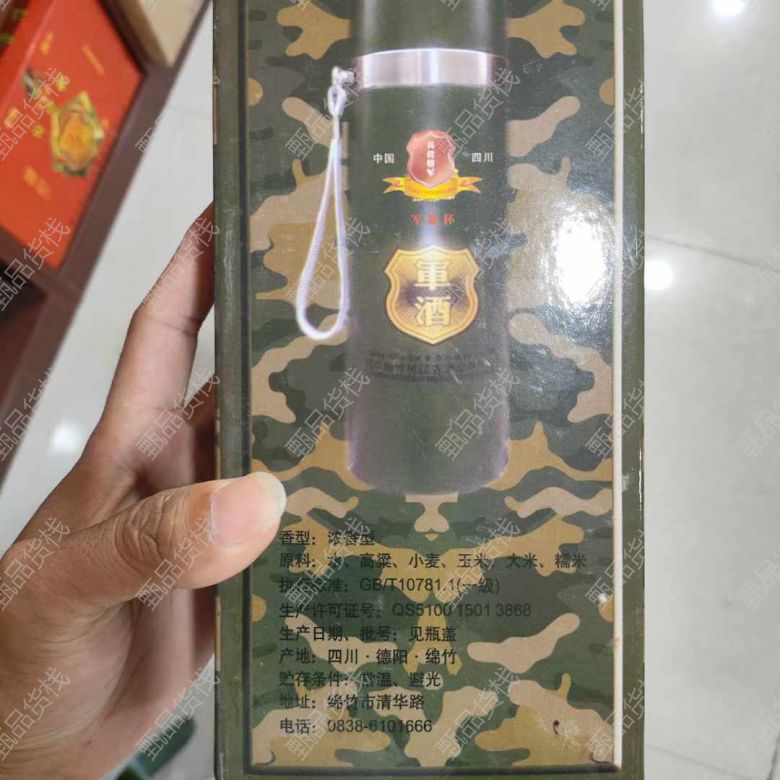 中国
四川
军酒
香型：浓香型
原料：水、高粱、小麦、玉米、大米、糯米
执行标准：GB/T10781.1(一级)
生产许可证号：QS5100 1501 3868
生产日期、批号：见瓶盖
产地：四川·德阳·绵竹
贮存条件：常温、避光
地址：绵竹市清华路
电话：0838-6101666
甄品货栈